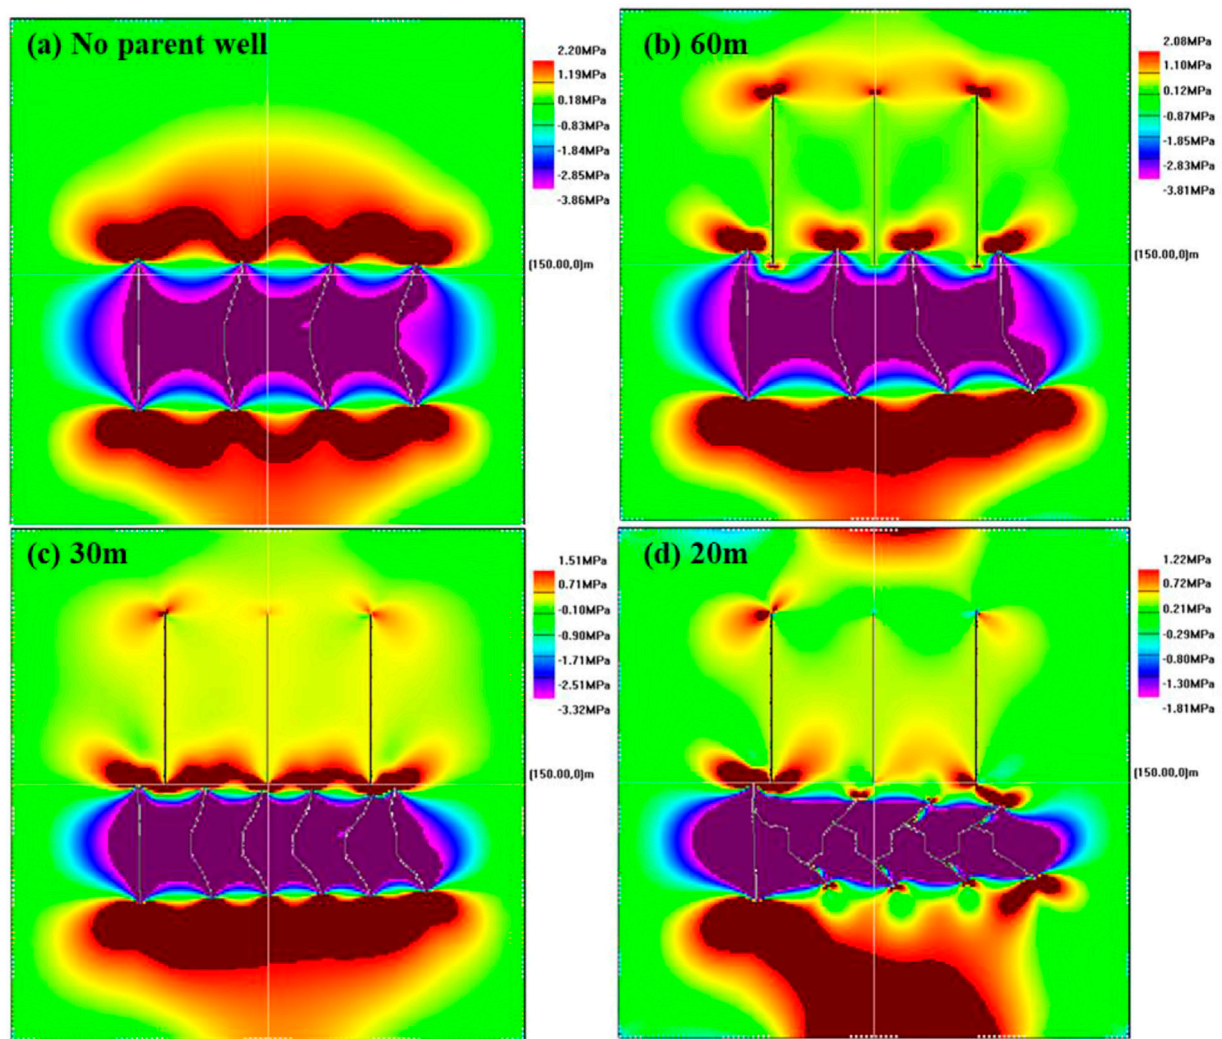 (a) No parent well
2.20MPa
1.19MPa
0.18MPa
-0.83MPa
-1.84MPa
-2.85MPa
-3.86MPa
[150.00,0]m
(b) 60m
2.08MPa
1.10MPa
0.12MPa
-0.87MPa
-1.85MPa
-2.83MPa
-3.81MPa
[150.00,0]m
(c) 30m
1.51MPa
0.71MPa
-0.10MPa
-0.90MPa
-1.71MPa
-2.51MPa
-3.32MPa
[150.00,0]m
(d) 20m
1.22MPa
0.72MPa
0.21MPa
-0.29MPa
-0.80MPa
-1.30MPa
-1.81MPa
[150.00,0]m